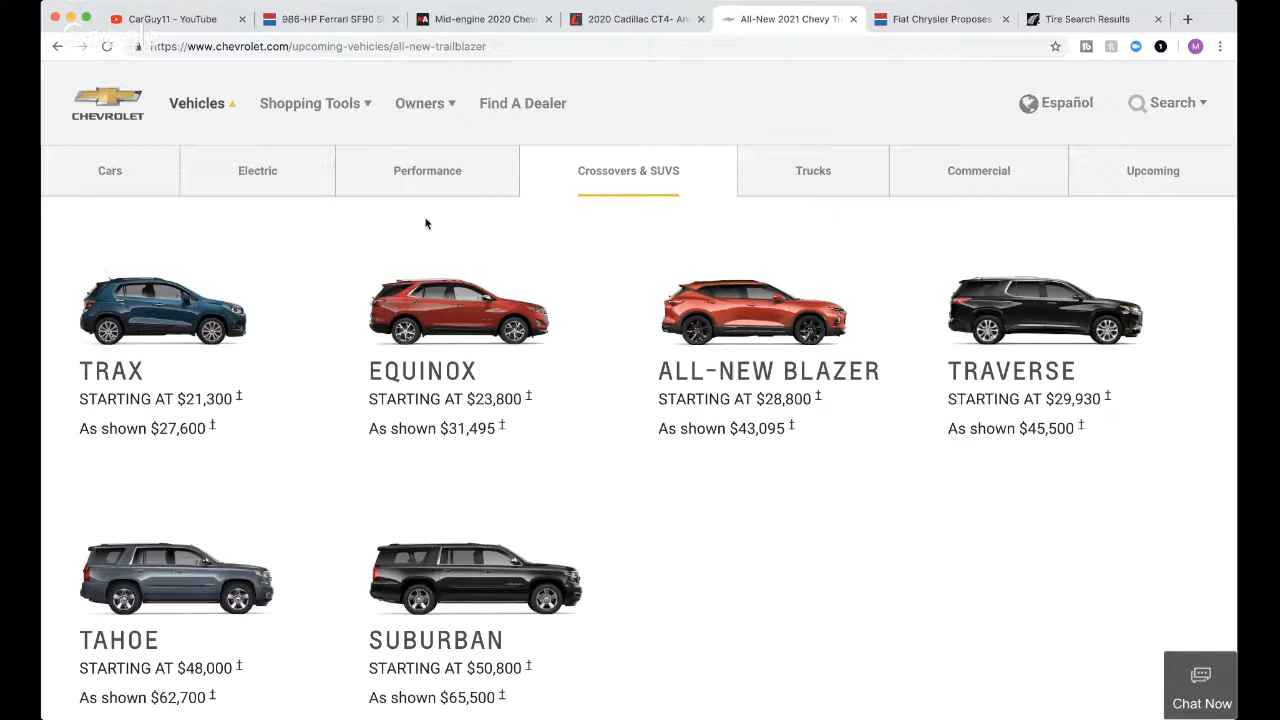 CarGuy11 - YouTube
986-HP Ferrari SF90 S
Mid-engine 2020 Chev
2020 Cadillac CT4- An
All-New 2021 Chevy Tr
Fiat Chrysler Proposes
Tire Search Results
https://www.chevrolet.com/upcoming-vehicles/all-new-trailblazer
M
CHEVROLET
Vehicles
Shopping Tools
Owners
Find A Dealer
Español
Search
Cars
Electric
Performance
Crossovers & SUVS
Trucks
Commercial
Upcoming
TRAX
STARTING AT $21,300 ‡
As shown $27,600 ‡
EQUINOX
STARTING AT $23,800 ‡
As shown $31,495 ‡
ALL-NEW BLAZER
STARTING AT $28,800 ‡
As shown $43,095 ‡
TRAVERSE
STARTING AT $29,930 ‡
As shown $45,500 ‡
TAHOE
STARTING AT $48,000 ‡
As shown $62,700 ‡
SUBURBAN
STARTING AT $50,800 ‡
As shown $65,500 ‡
Chat Now